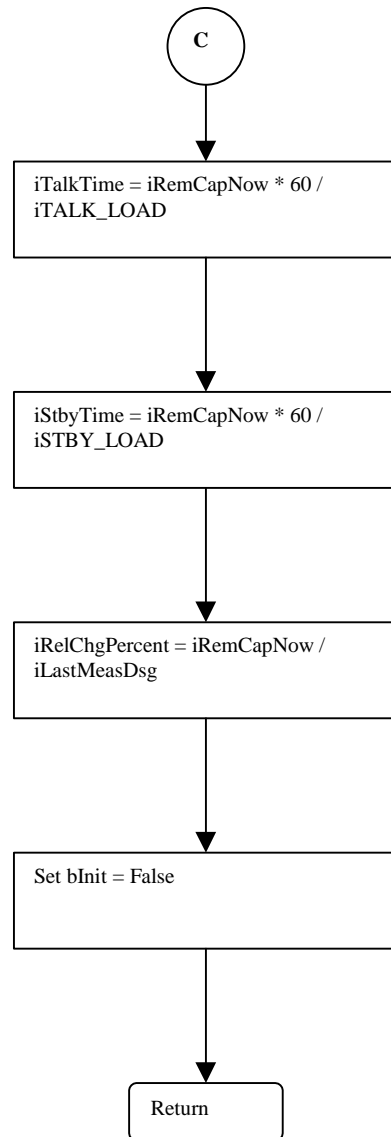 C
iTalkTime = iRemCapNow * 60 /
iTALK_LOAD
iStbyTime = iRemCapNow * 60 /
iSTBY_LOAD
iRelChgPercent = iRemCapNow /
iLastMeasDsg
Set bInit = False
Return